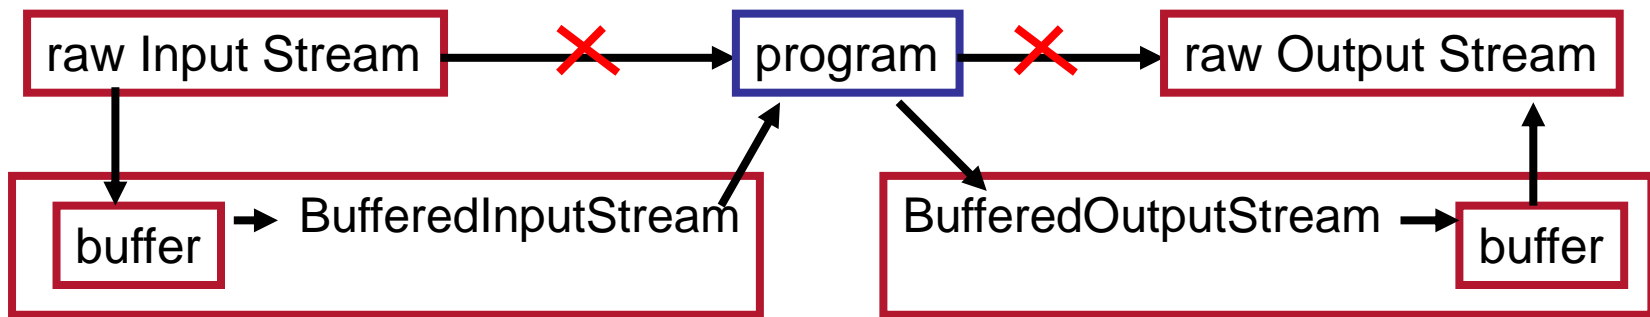 raw Input Stream
program
raw Output Stream
buffer
BufferedInputStream
BufferedOutputStream
buffer